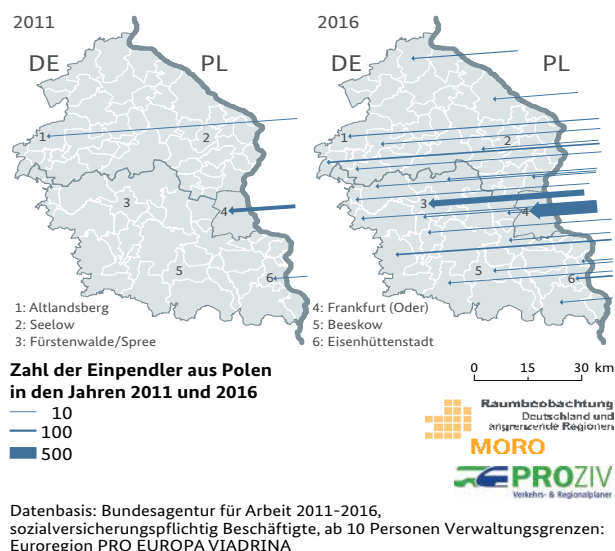 2011
DE
PL
1
2
3
4
5
6
1: Altlandsberg
2: Seelow
3: Fürstenwalde/Spree
2016
DE
PL
1
2
3
4
5
6
4: Frankfurt (Oder)
5: Beeskow
6: Eisenhüttenstadt
Zahl der Einpendler aus Polen
in den Jahren 2011 und 2016
10
100
500
0 15 30 km
Raumbeobachtung
Deutschland und
angrenzende Regionen
MORO
PROZIV
Verkehrs- & Regionalplaner
Datenbasis: Bundesagentur für Arbeit 2011-2016,
sozialversicherungspflichtig Beschäftigte, ab 10 Personen Verwaltungsgrenzen:
Euroregion PRO EUROPA VIADRINA